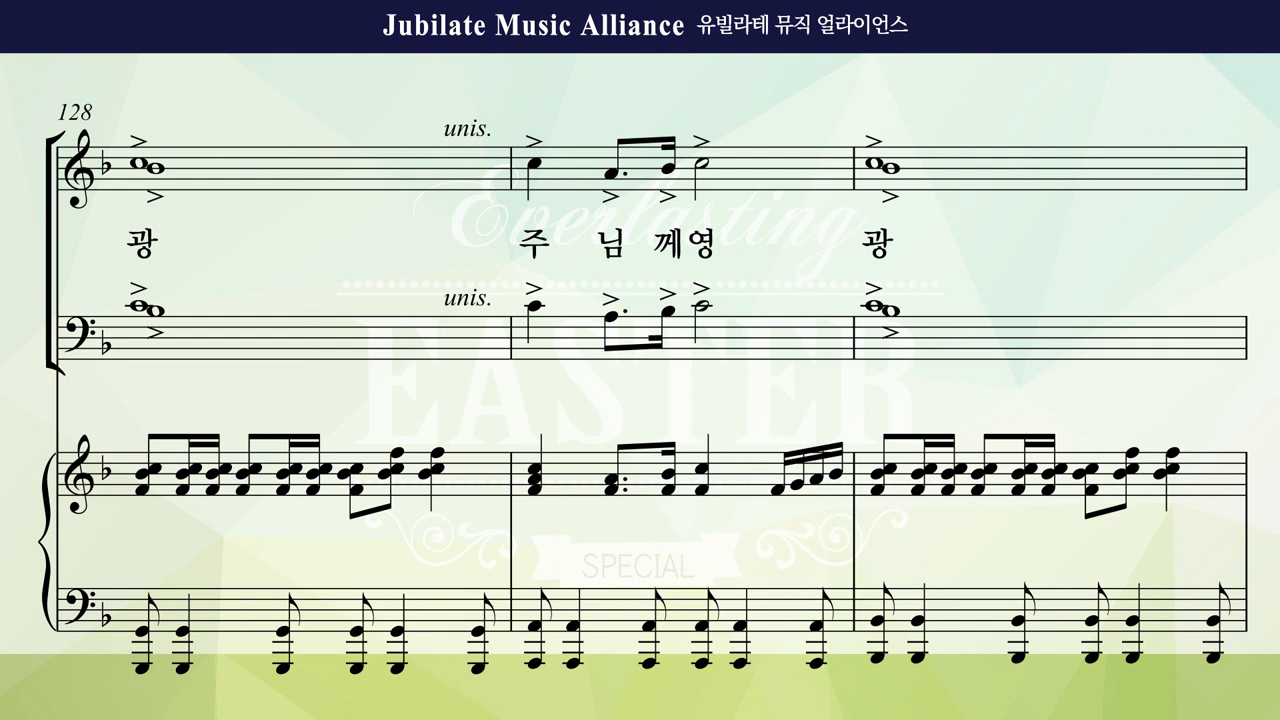 Jubilate Music Alliance 유빌라테 뮤직 얼라이언스
128
unis.
Everlasting
광 주 님 께 영 광
unis.
EASTER
SPECIAL